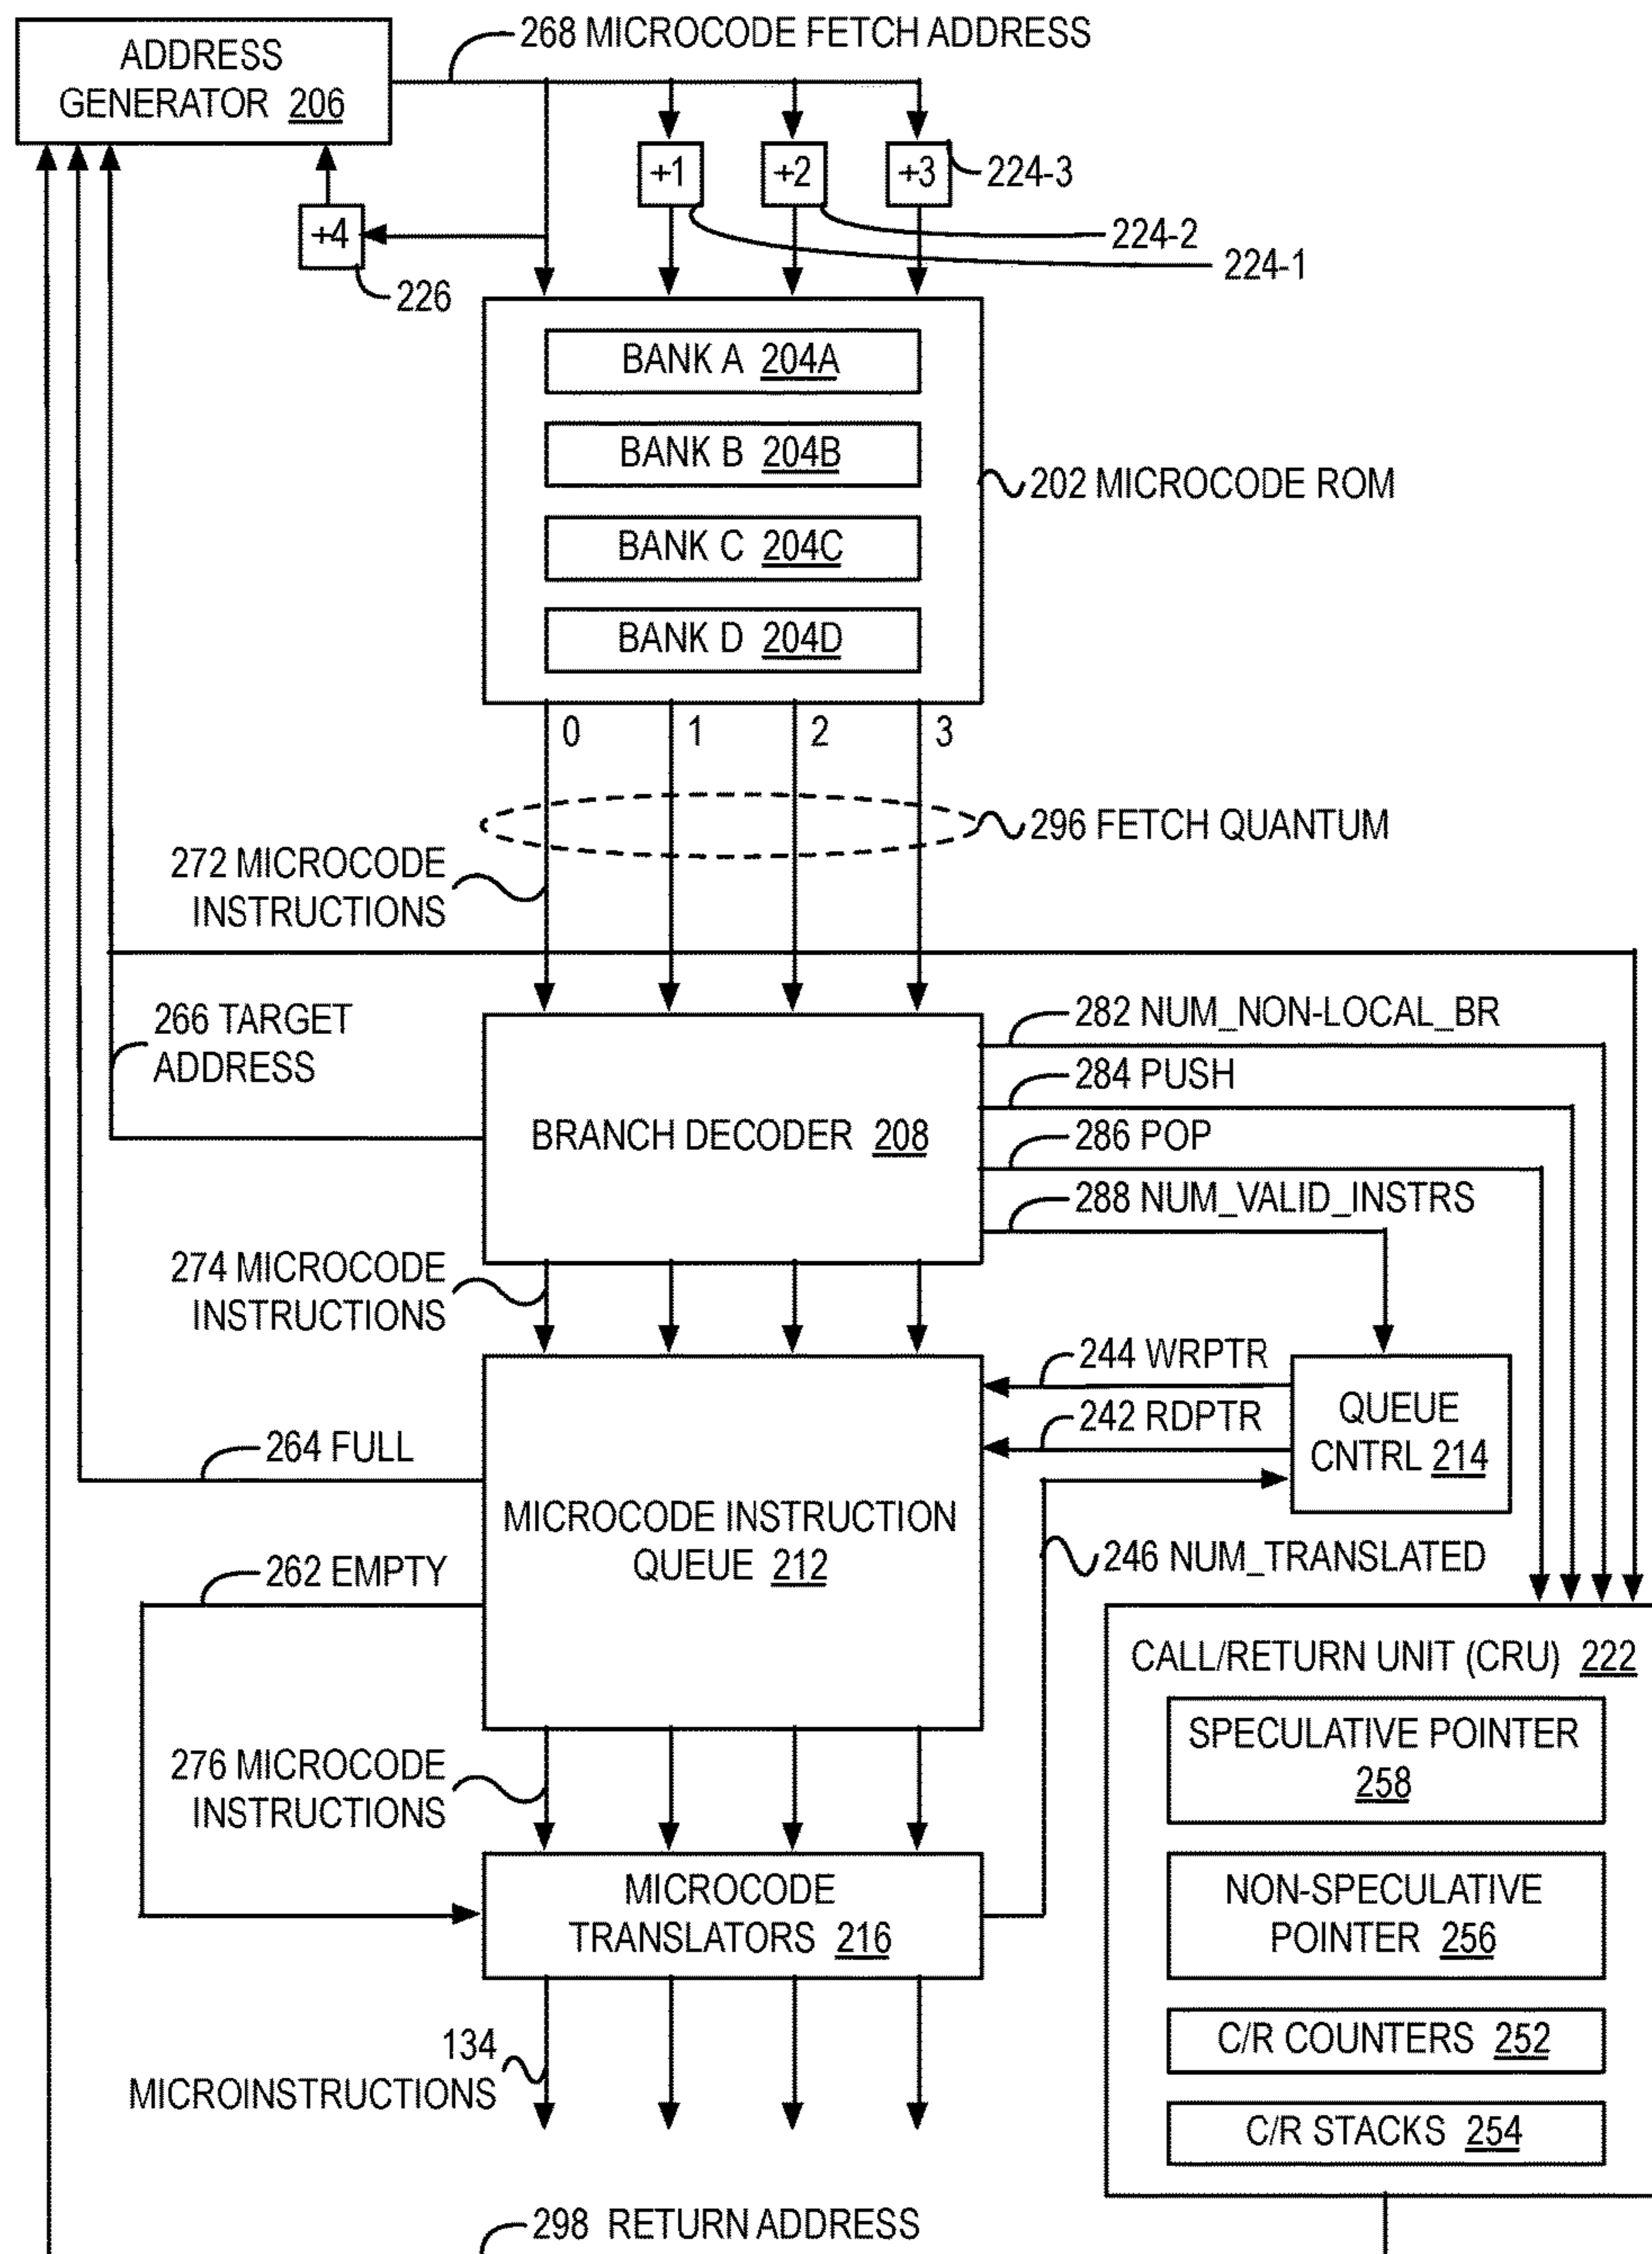 268 MICROCODE FETCH ADDRESS
ADDRESS
GENERATOR 206
+1
+2
+3
224-3
+4
224-2
224-1
226
BANK A 204A
BANK B 204B
202 MICROCODE ROM
BANK C 204C
BANK D 204D
0
1
2
3
296 FETCH QUANTUM
272 MICROCODE
INSTRUCTIONS
266 TARGET
ADDRESS
282 NUM_NON-LOCAL_BR
284 PUSH
BRANCH DECODER 208
286 POP
288 NUM_VALID_INSTRS
274 MICROCODE
INSTRUCTIONS
244 WRPTR
242 RDPTR
QUEUE
CNTRL 214
264 FULL
MICROCODE INSTRUCTION
QUEUE 212
246 NUM_TRANSLATED
262 EMPTY
CALL/RETURN UNIT (CRU) 222
SPECULATIVE POINTER
258
276 MICROCODE
INSTRUCTIONS
MICROCODE
TRANSLATORS 216
NON-SPECULATIVE
POINTER 256
134
MICROINSTRUCTIONS
C/R COUNTERS 252
C/R STACKS 254
298 RETURN ADDRESS